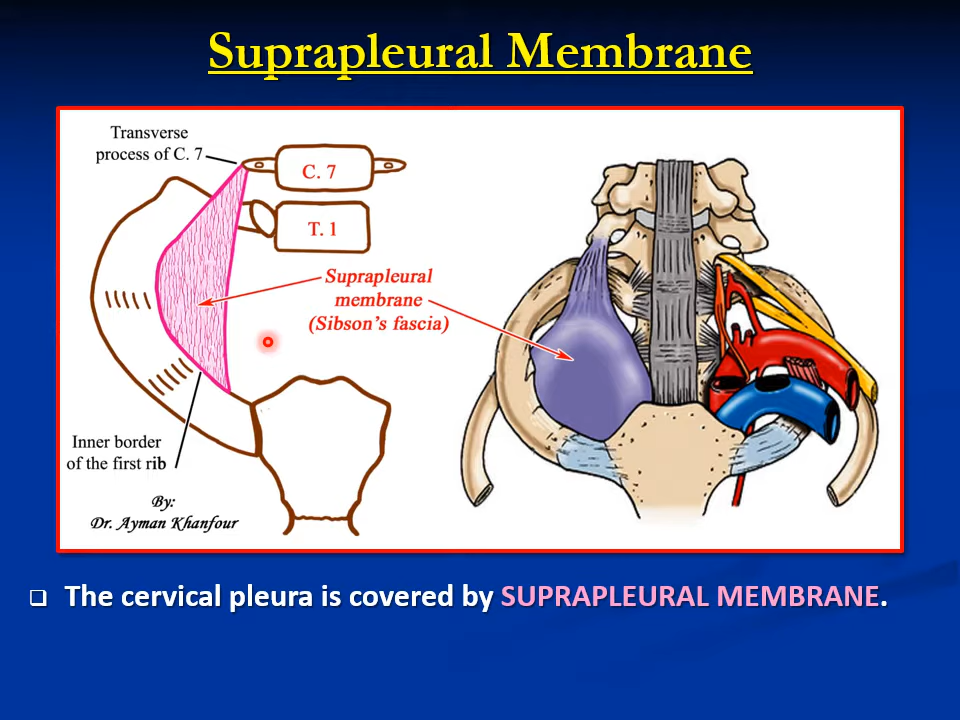 Suprapleural Membrane
Transverse
process of C. 7
C. 7
T. 1
Suprapleural
membrane
(Sibson's fascia)
Inner border
of the first rib
By:
Dr. Ayman Khanfour
The cervical pleura is covered by SUPRAPLEURAL MEMBRANE.